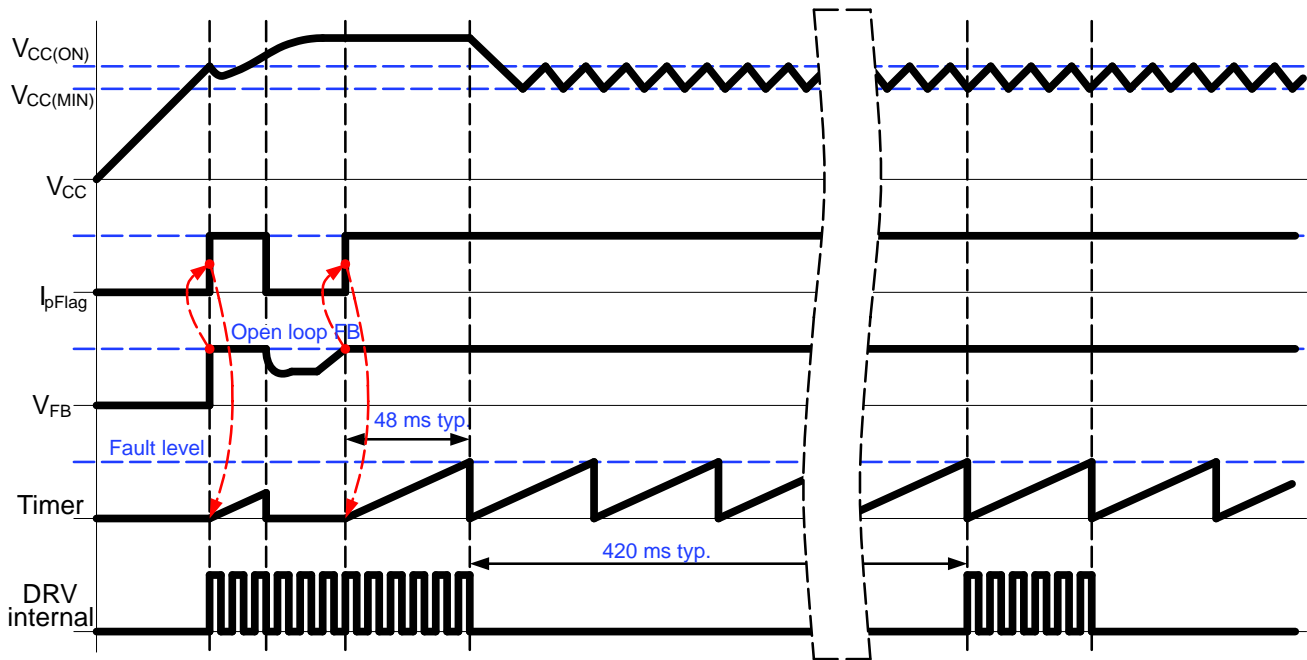 VCC(ON)
VCC(MIN)
VCC
IpFlag
Open loop FB
VFB
48 ms typ.
Fault level
Timer
420 ms typ.
DRV
internal